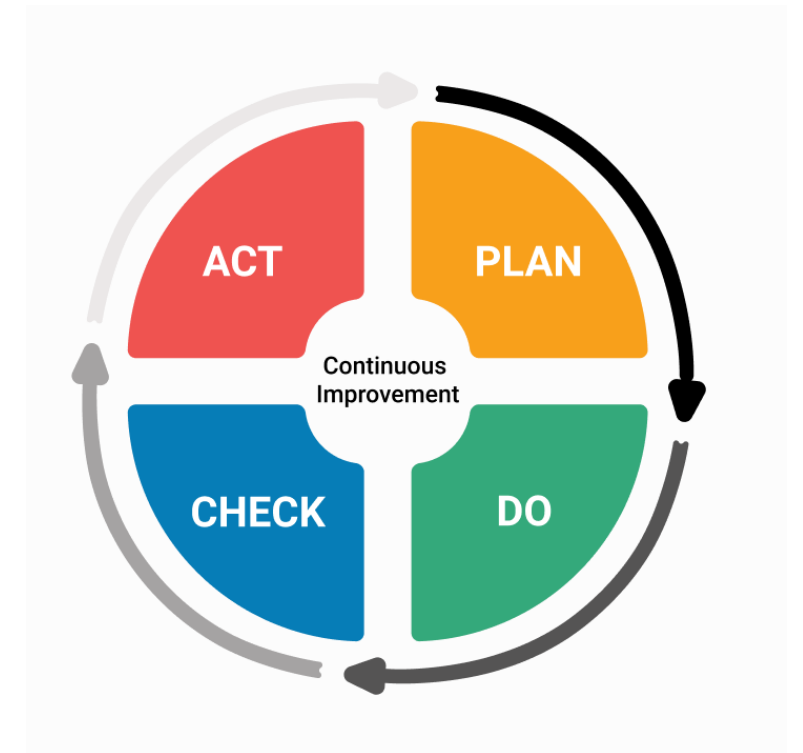 ACT
PLAN
Continuous
Improvement
CHECK
DO